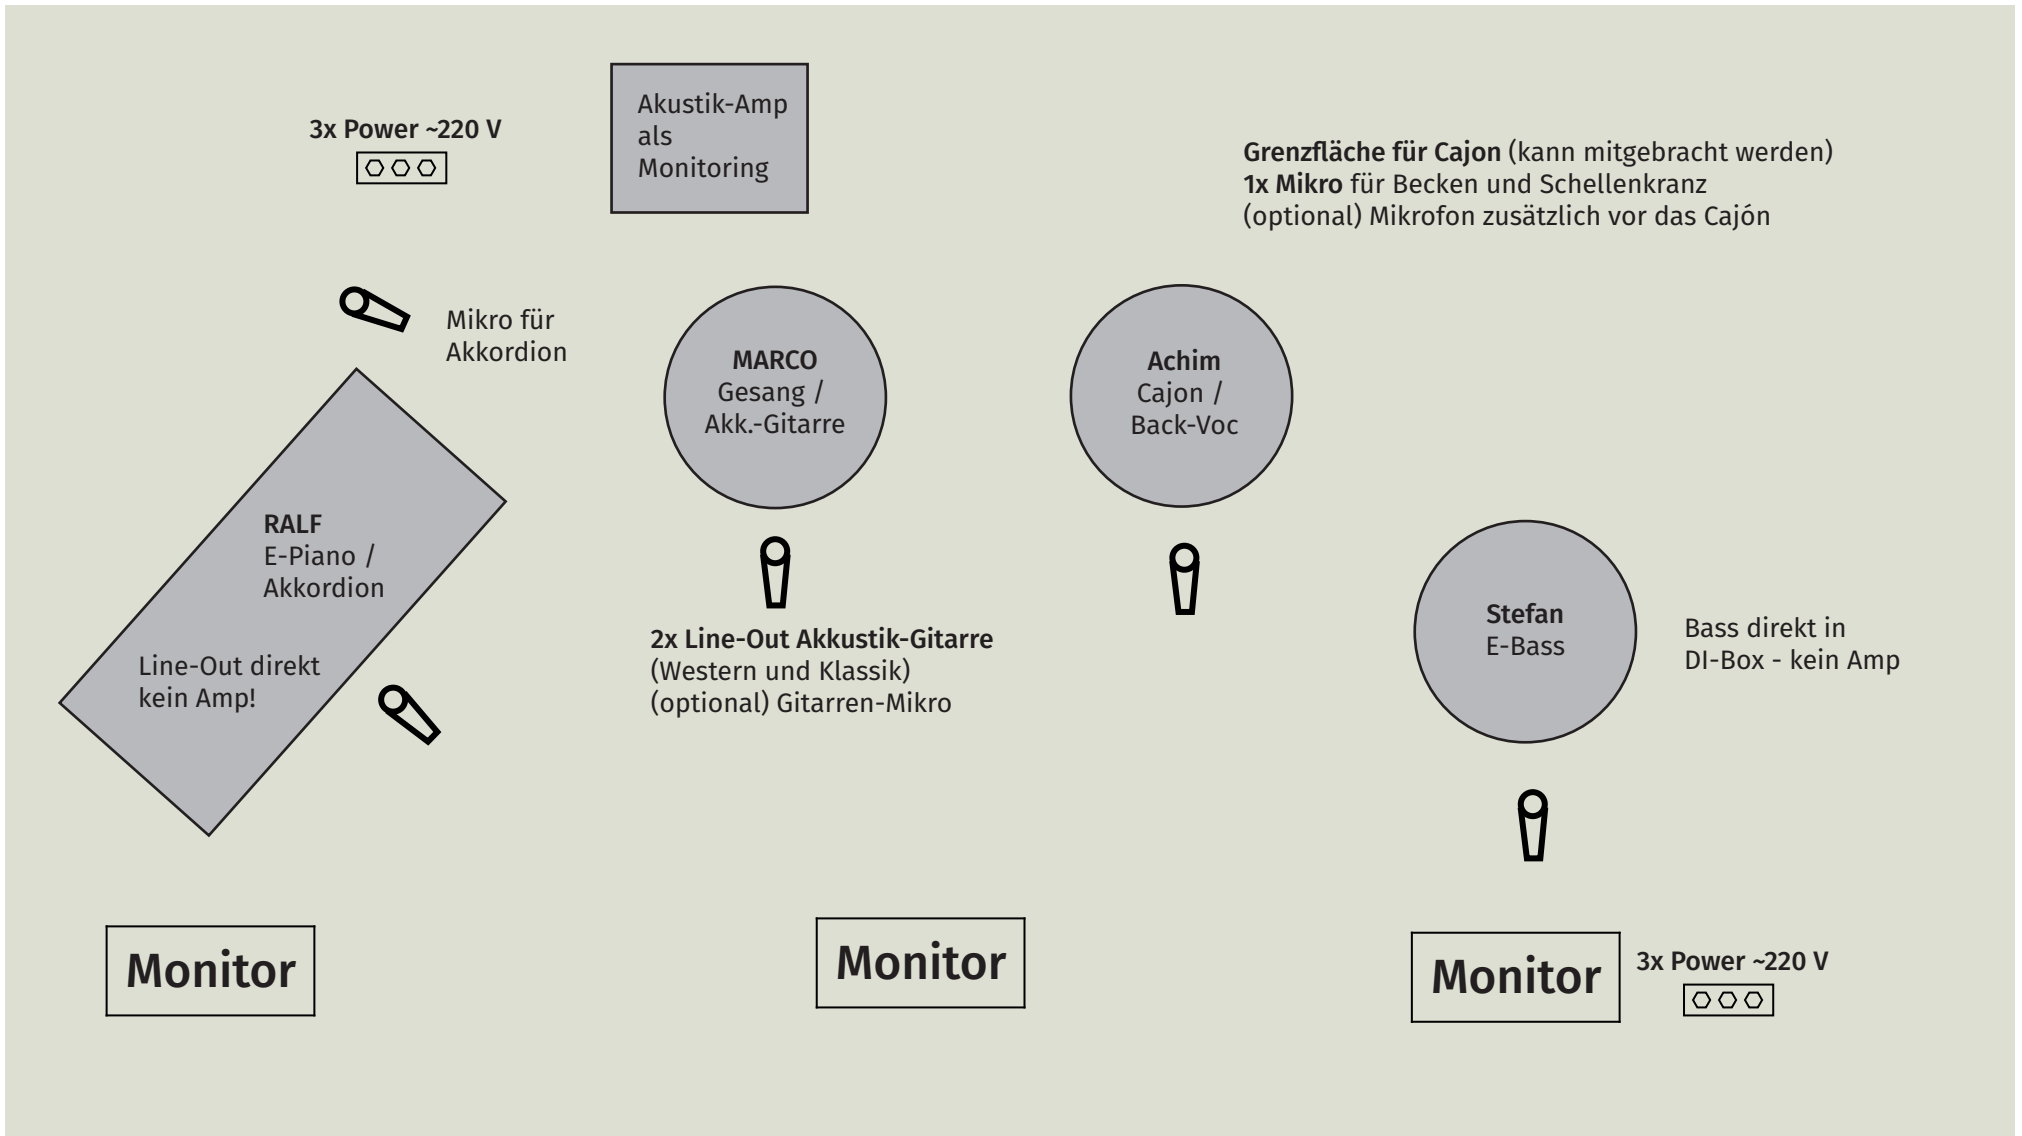 3x Power ~220 V
Akustik-Amp
als
Monitoring
Grenzfläche für Cajon (kann mitgebracht werden)
1x Mikro für Becken und Schellenkranz
(optional) Mikrofon zusätzlich vor das Cajón
Mikro für
Akkordion
MARCO
Gesang /
Akk.-Gitarre
Achim
Cajon /
Back-Voc
RALF
E-Piano /
Akkordion
Line-Out direkt
kein Amp!
2x Line-Out Akkustik-Gitarre
(Western und Klassik)
(optional) Gitarren-Mikro
Stefan
E-Bass
Bass direkt in
DI-Box - kein Amp
Monitor
Monitor
Monitor
3x Power ~220 V